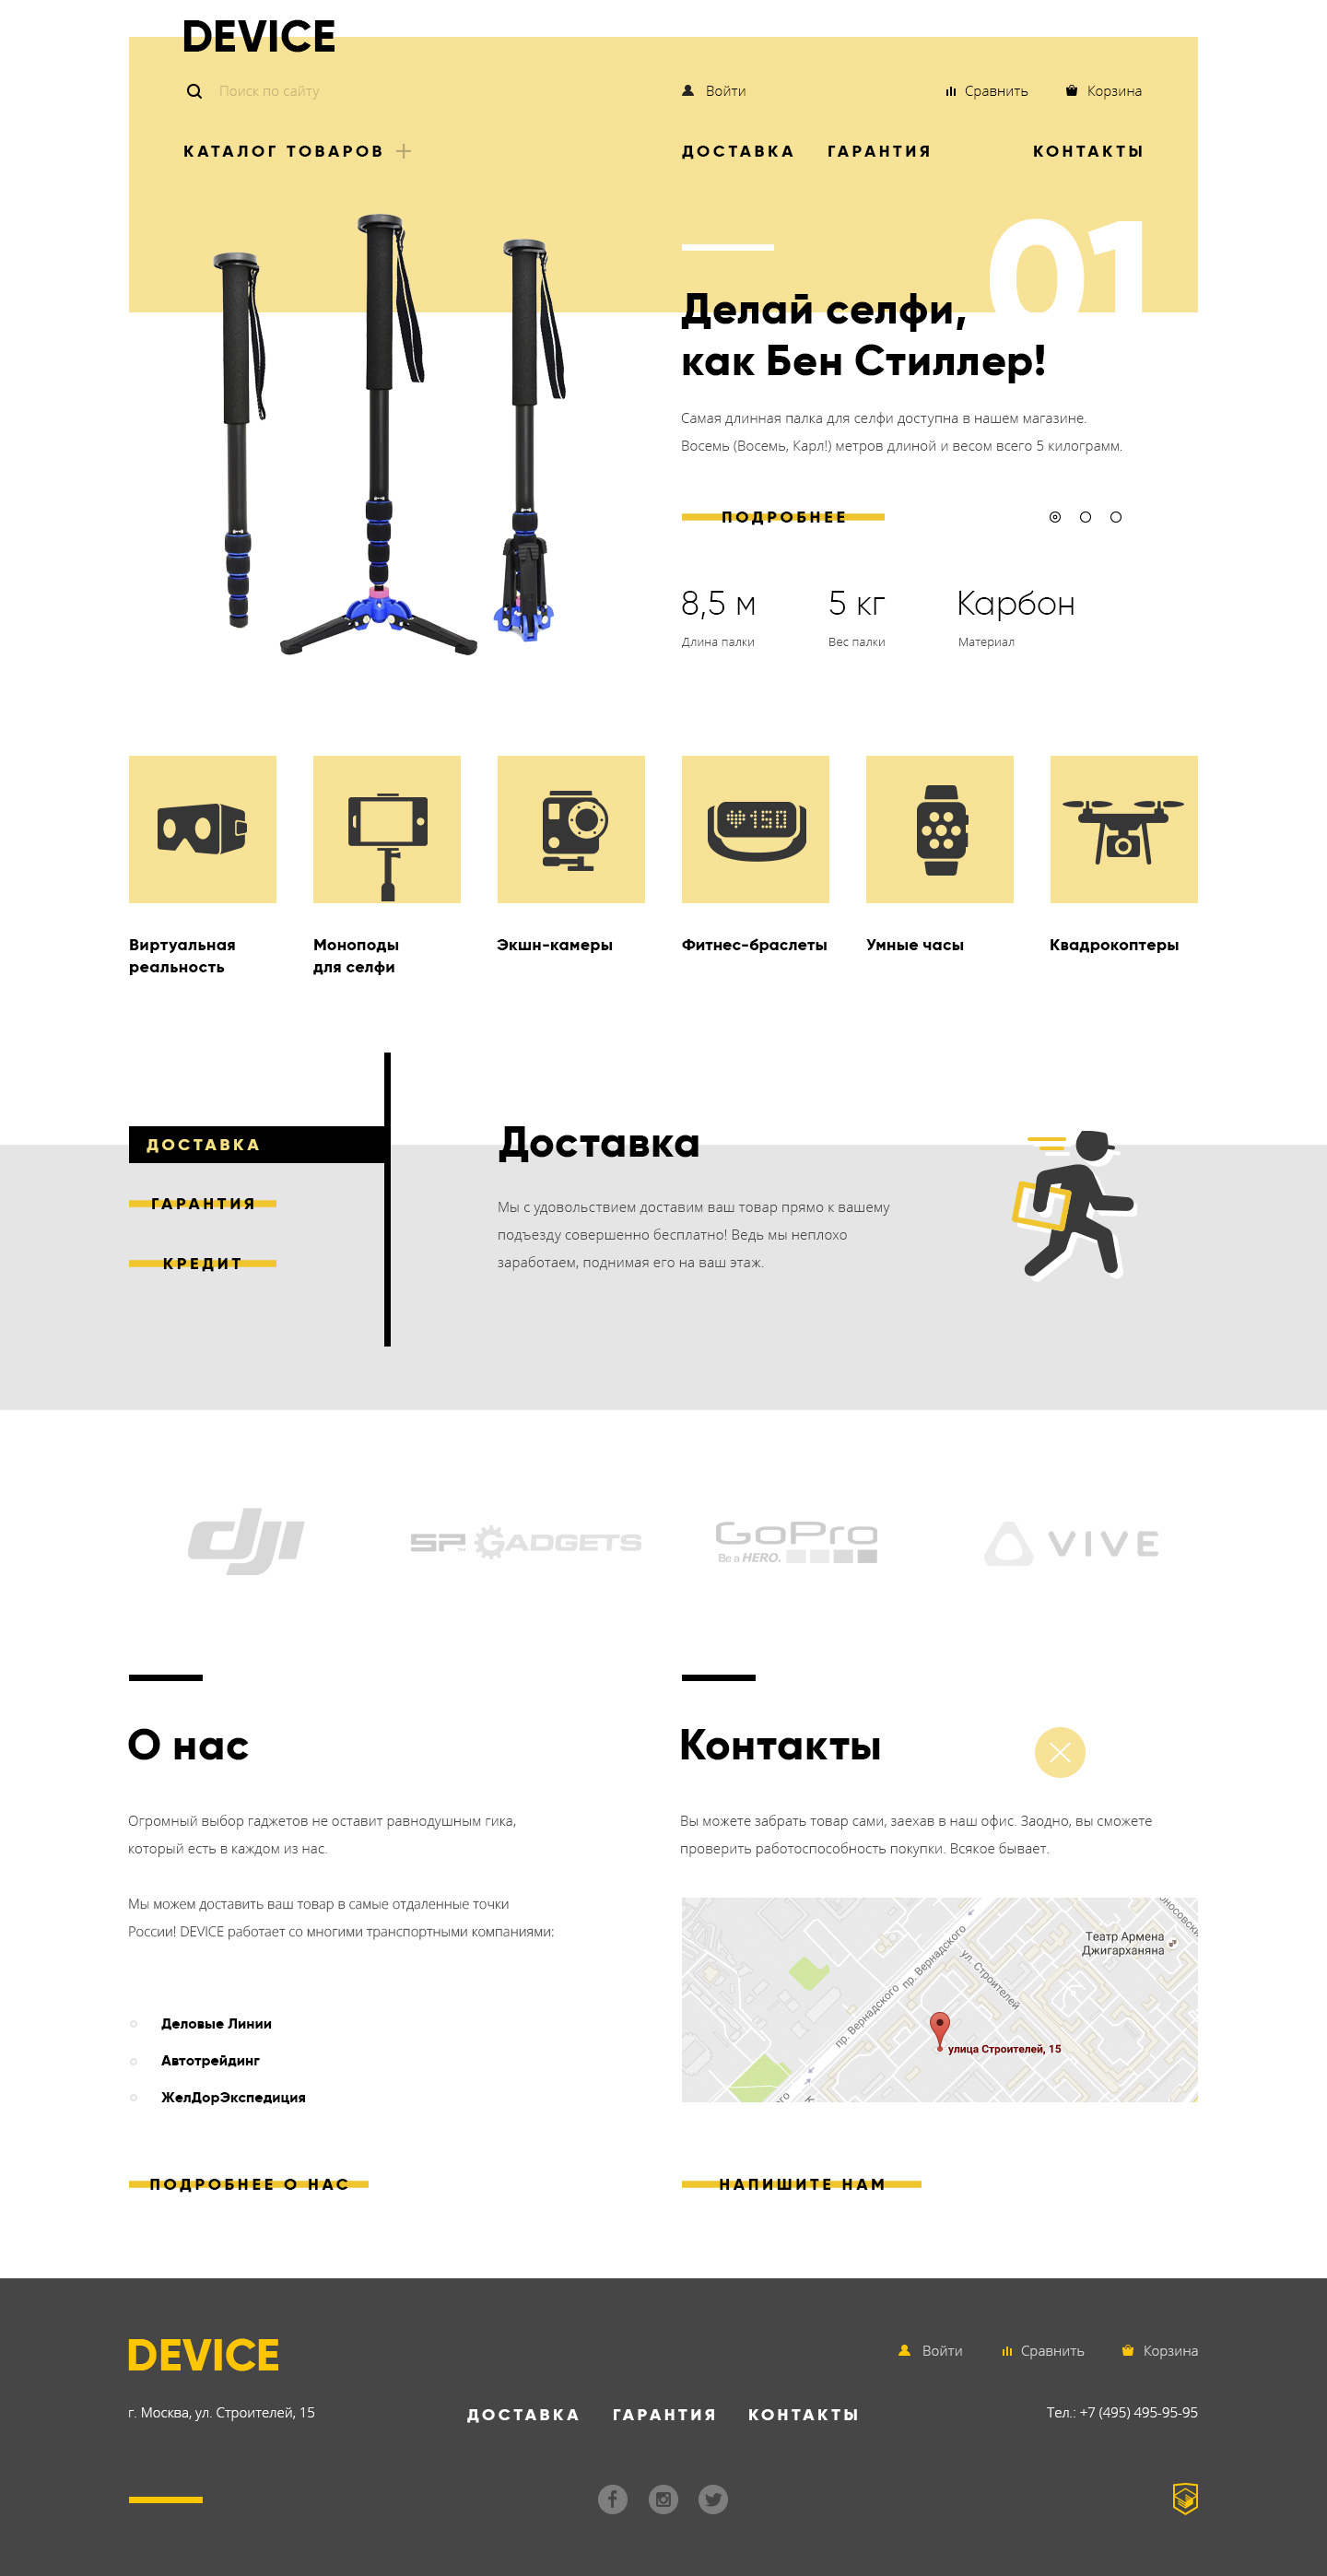 DEVICE
Поиск по сайту
Войти
Сравнить
Корзина
КАТАЛОГ ТОВАРОВ +
ДОСТАВКА
ГАРАНТИЯ
КОНТАКТЫ
01
Делай селфи,
как Бен Стиллер!
Самая длинная палка для селфи доступна в нашем магазине.
Восемь (Восемь, Карл!) метров длиной и весом всего 5 килограмм.
ПОДРОБНЕЕ
8,5 м
5 кг
Карбон
Длина палки
Вес палки
Материал
150
Виртуальная
реальность
Моноподы
для селфи
Экшн-камеры
Фитнес-браслеты
Умные часы
Квадрокоптеры
ДОСТАВКА
ГАРАНТИЯ
КРЕДИТ
Доставка
Мы с удовольствием доставим ваш товар прямо к вашему
подъезду совершенно бесплатно! Ведь мы неплохо
заработаем, поднимая его на ваш этаж.
dji
SP GADGETS
GoPro
Be a HERO.
VIVE
О нас
Огромный выбор гаджетов не оставит равнодушным гика,
который есть в каждом из нас.
Мы можем доставить ваш товар в самые отдаленные точки
России! DEVICE работает со многими транспортными компаниями:
Деловые Линии
Автотрейдинг
ЖелДорЭкспедиция
ПОДРОБНЕЕ О НАС
Контакты
Вы можете забрать товар сами, заехав в наш офис. Заодно, вы сможете
проверить работоспособность покупки. Всякое бывает.
Театр Армена
Джигарханяна
пр. Вернадского
ул. Строителей
пр. Вернадского
улица Строителей, 15
НАПИШИТЕ НАМ
DEVICE
Войти
Сравнить
Корзина
г. Москва, ул. Строителей, 15
ДОСТАВКА
ГАРАНТИЯ
КОНТАКТЫ
Тел.: +7 (495) 495-95-95